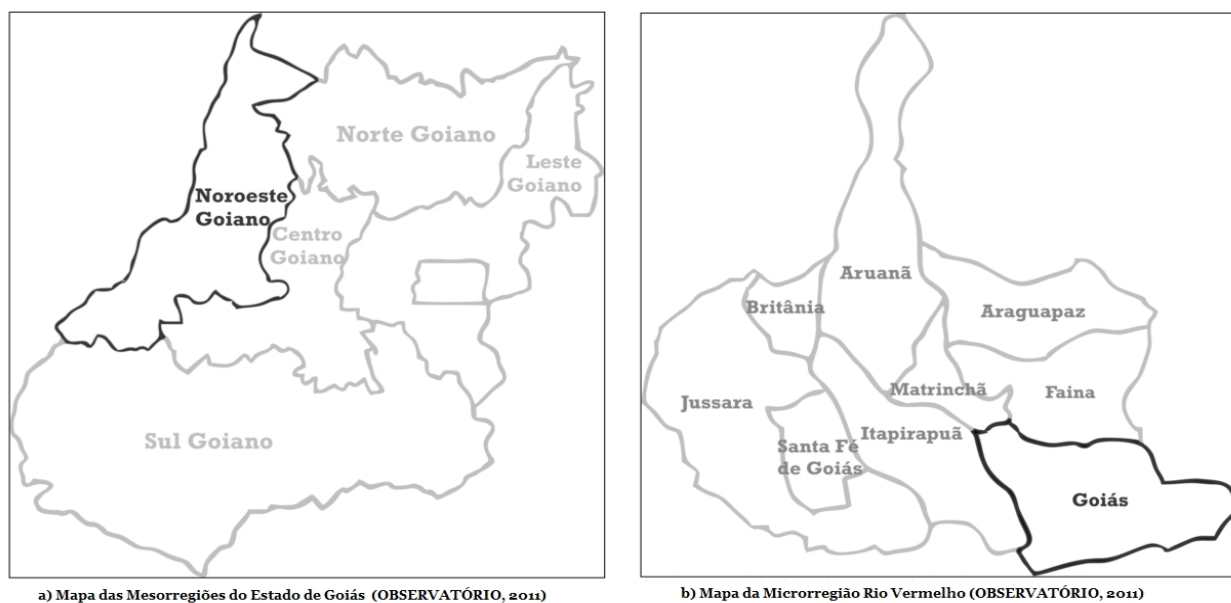 Norte Goiano
Leste
Goiano
Noroeste
Goiano
Centro
Goiano
Sul Goiano
a) Mapa das Mesorregiões do Estado de Goiás (OBSERVATÓRIO, 2011)
Aruanã
Britânia
Araguapaz
Matrinchã
Faina
Jussara
Itapirapuã
Santa Fé
de Goiás
Goiás
b) Mapa da Microrregião Rio Vermelho (OBSERVATÓRIO, 2011)